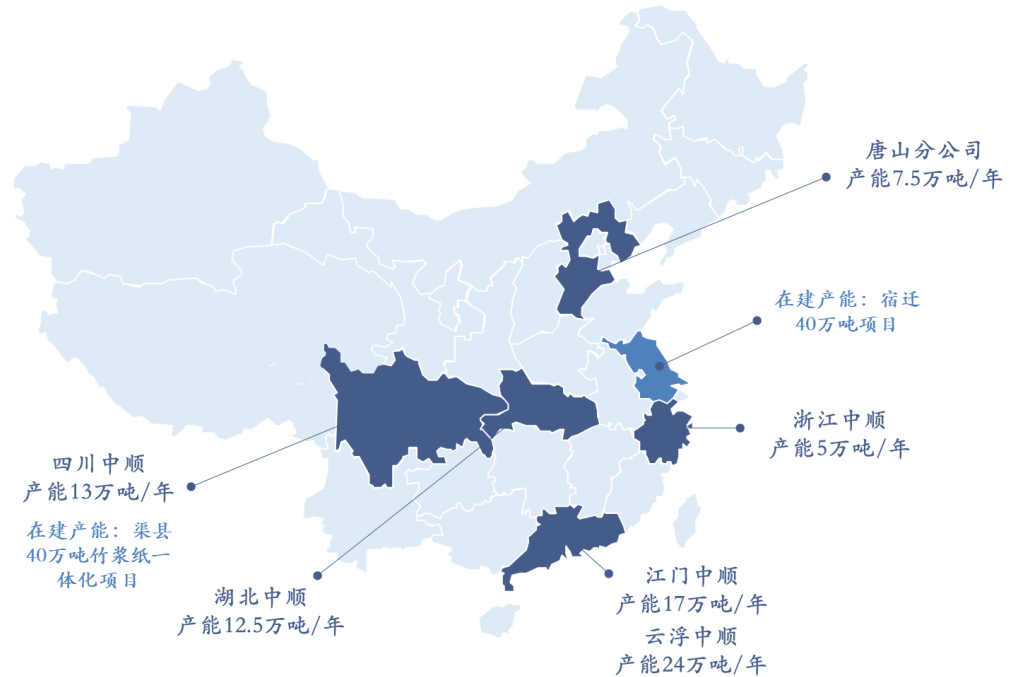 唐山分公司
产能7.5万吨/年
在建产能：宿迁
40万吨项目
浙江中顺
产能5万吨/年
四川中顺
产能13万吨/年
在建产能：渠县
40万吨竹浆纸一
体化项目
湖北中顺
产能12.5万吨/年
江门中顺
产能17万吨/年
云浮中顺
产能24万吨/年